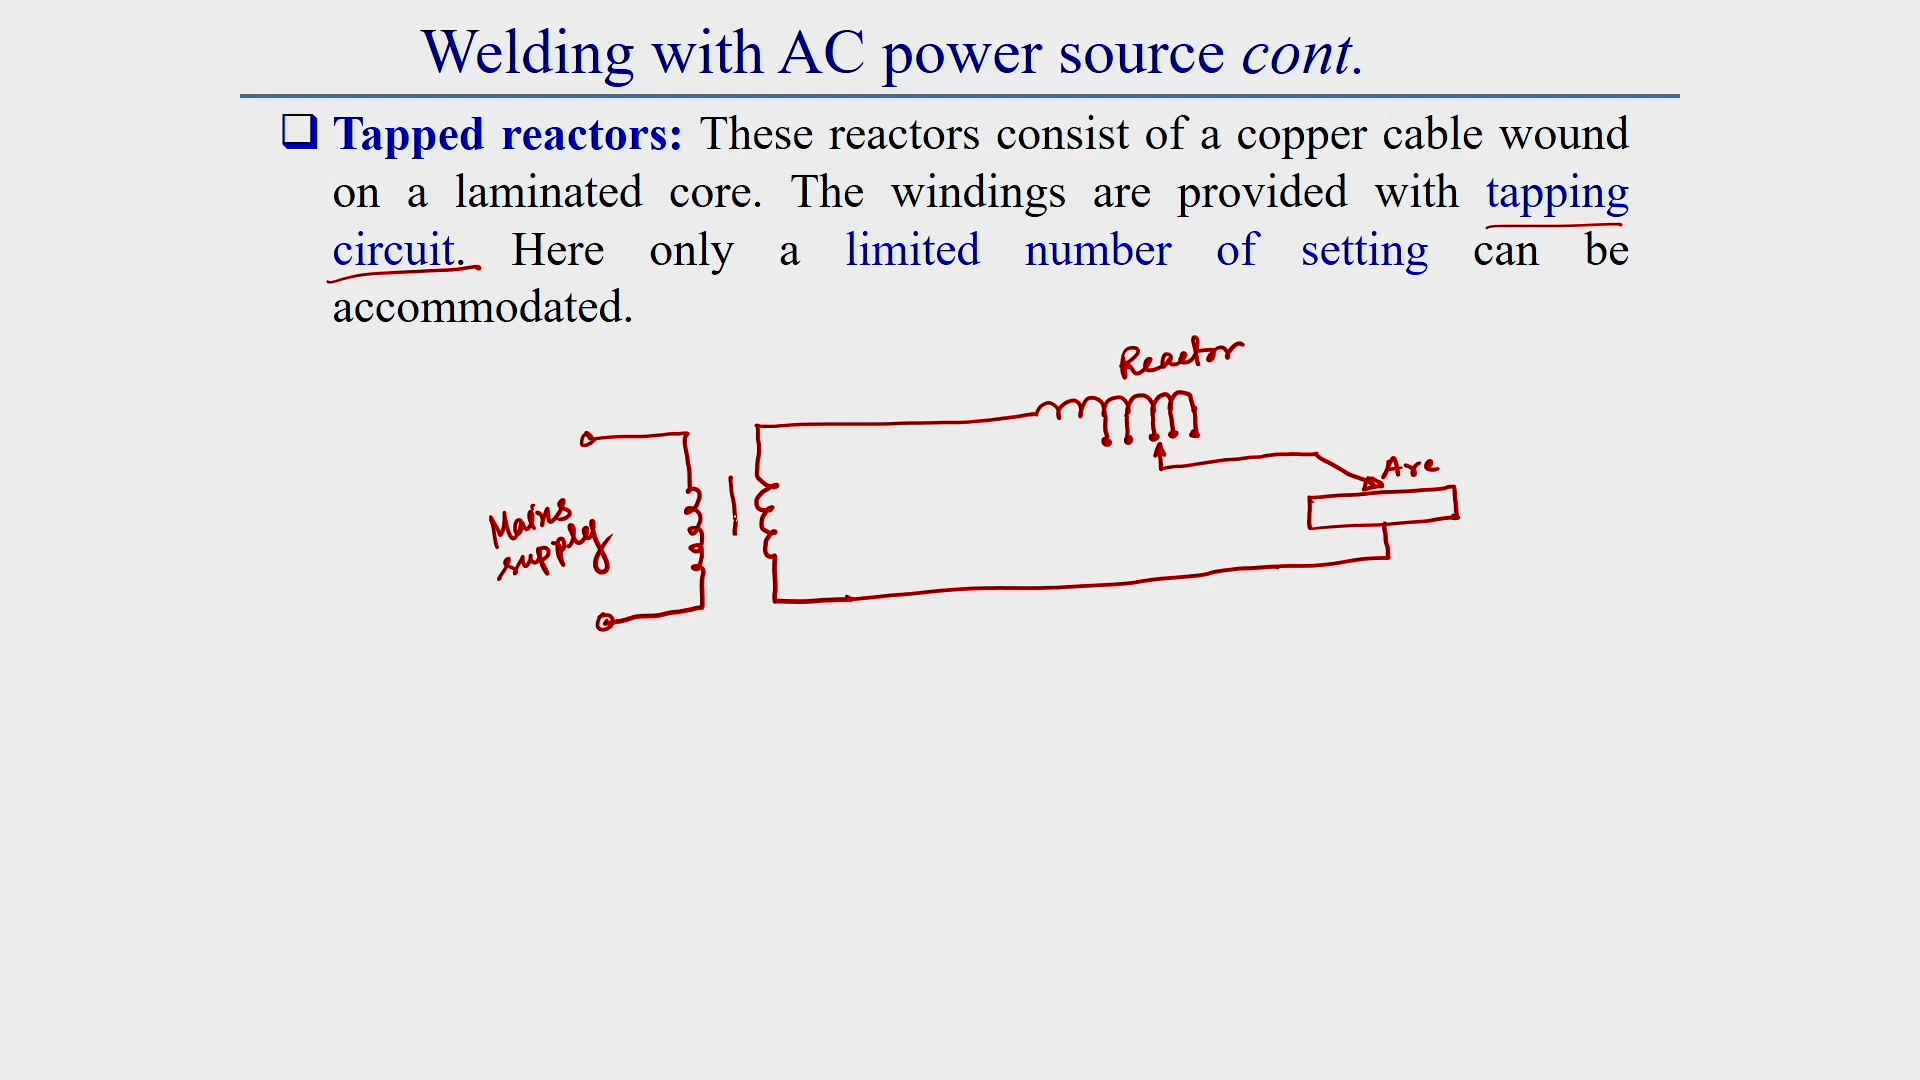 Welding with AC power source cont.
❑ Tapped reactors: These reactors consist of a copper cable wound
on a laminated core. The windings are provided with tapping
circuit. Here only a limited number of setting can be
accommodated.
Reactor
Arc
Mains
supply